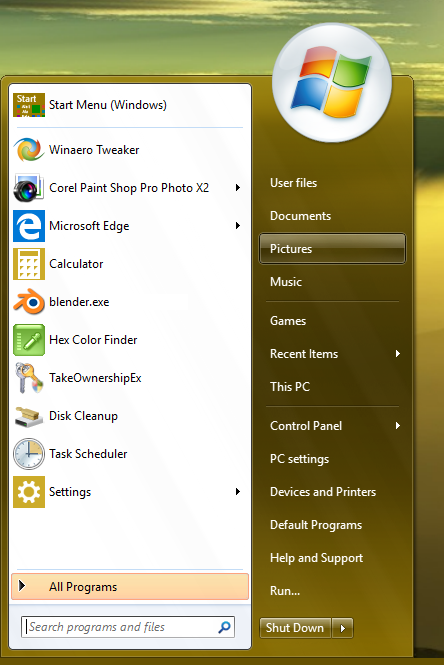 Start
Start Menu (Windows)
Winaero Tweaker
Corel Paint Shop Pro Photo X2
Microsoft Edge
Calculator
blender.exe
Hex Color Finder
TakeOwnershipEx
Disk Cleanup
Task Scheduler
Settings
All Programs
Search programs and files
User files
Documents
Pictures
Music
Games
Recent Items
This PC
Control Panel
PC settings
Devices and Printers
Default Programs
Help and Support
Run...
Shut Down